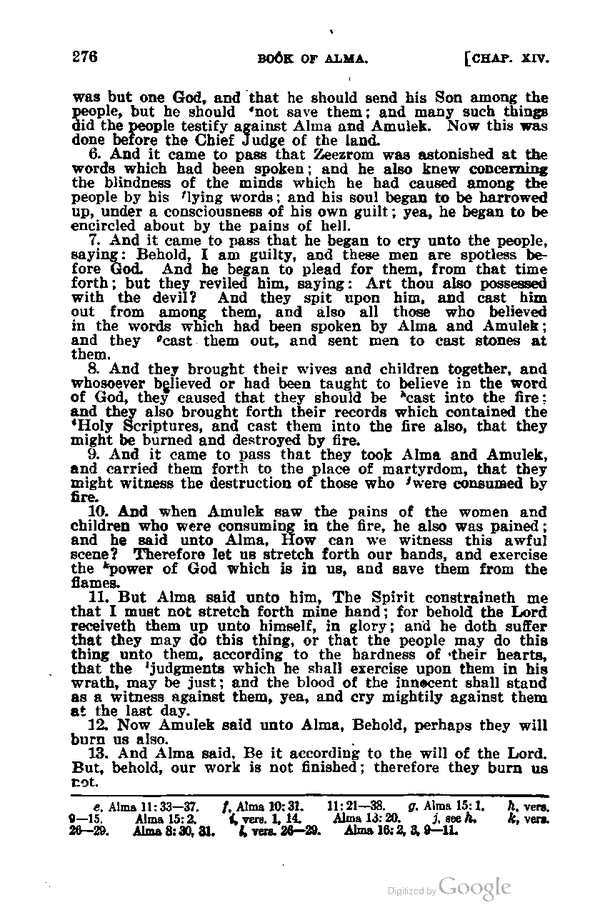 276 BOOK OF ALMA. [CHAP. XIV.
was but one God, and that he should send his Son among the
people, but he should ᵉnot save them; and many such things
did the people testify against Alma and Amulek. Now this was
done before the Chief Judge of the land.
6. And it came to pass that Zeezrom was astonished at the
words which had been spoken; and he also knew concerning
the blindness of the minds which he had caused among the
people by his ᶠlying words; and his soul began to be harrowed
up, under a consciousness of his own guilt; yea, he began to be
encircled about by the pains of hell.
7. And it came to pass that he began to cry unto the people,
saying: Behold, I am guilty, and these men are spotless be-
fore God. And he began to plead for them, from that time
forth; but they reviled him, saying: Art thou also possessed
with the devil? And they spit upon him, and cast him
out from among them, and also all those who believed
in the words which had been spoken by Alma and Amulek;
and they ᵍcast them out, and sent men to cast stones at
them.
8. And they brought their wives and children together, and
whosoever believed or had been taught to believe in the word
of God, they caused that they should be ʰcast into the fire;
and they also brought forth their records which contained the
ⁱHoly Scriptures, and cast them into the fire also, that they
might be burned and destroyed by fire.
9. And it came to pass that they took Alma and Amulek,
and carried them forth to the place of martyrdom, that they
might witness the destruction of those who ʲwere consumed by
fire.
10. And when Amulek saw the pains of the women and
children who were consuming in the fire, he also was pained;
and he said unto Alma, How can we witness this awful
scene? Therefore let us stretch forth our hands, and exercise
the ᵏpower of God which is in us, and save them from the
flames.
11. But Alma said unto him, The Spirit constraineth me
that I must not stretch forth mine hand; for behold the Lord
receiveth them up unto himself, in glory; and he doth suffer
that they may do this thing, or that the people may do this
thing unto them, according to the hardness of their hearts,
that the ˡjudgments which he shall exercise upon them in his
wrath, may be just; and the blood of the innocent shall stand
as a witness against them, yea, and cry mightily against them
at the last day.
12. Now Amulek said unto Alma, Behold, perhaps they will
burn us also.
13. And Alma said, Be it according to the will of the Lord.
But, behold, our work is not finished; therefore they burn us
not.
e. Alma 11: 33—37. f. Alma 10: 31. 11: 21—38. g. Alma 15: 1. h. vers.
9—15. Alma 15: 2. i. vers. 1, 14. Alma 13: 20. j. see h. k, vers.
26—29. Alma 8: 30, 31. l, vers. 26—29. Alma 16: 2, 3, 9—11.
Digitized by Google